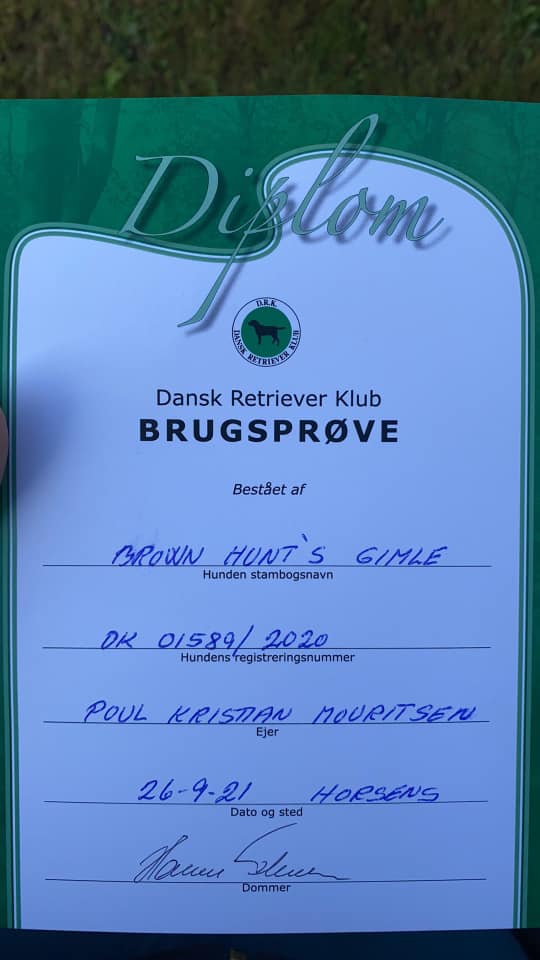 Diplom
D.R.K.
DANSK RETRIEVER KLUB
Dansk Retriever Klub
BRUGSPRØVE
Bestået af
BROWN HUNT`S GIMLE
Hunden stambogsnavn
DK 01589/2020
Hundens registreringsnummer
POUL KRISTIAN MOURITSEN
Ejer
26-9-21 HORSENS
Dato og sted
Dommer